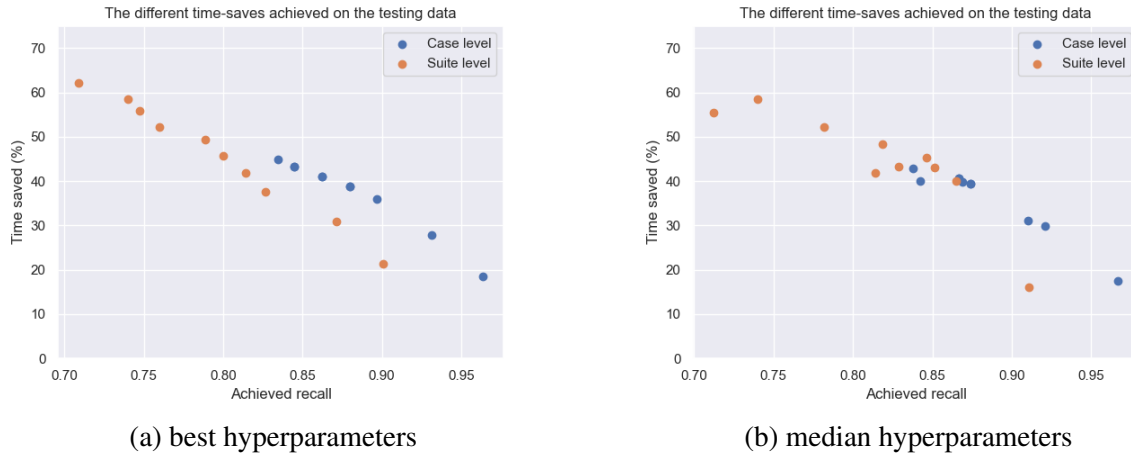 The different time-saves achieved on the testing data
Case level
Suite level
70
60
50
40
30
20
10
0
Time saved (%)
0.70 0.75 0.80 0.85 0.90 0.95
Achieved recall
(a) best hyperparameters
The different time-saves achieved on the testing data
Case level
Suite level
70
60
50
40
30
20
10
0
Time saved (%)
0.70 0.75 0.80 0.85 0.90 0.95
Achieved recall
(b) median hyperparameters